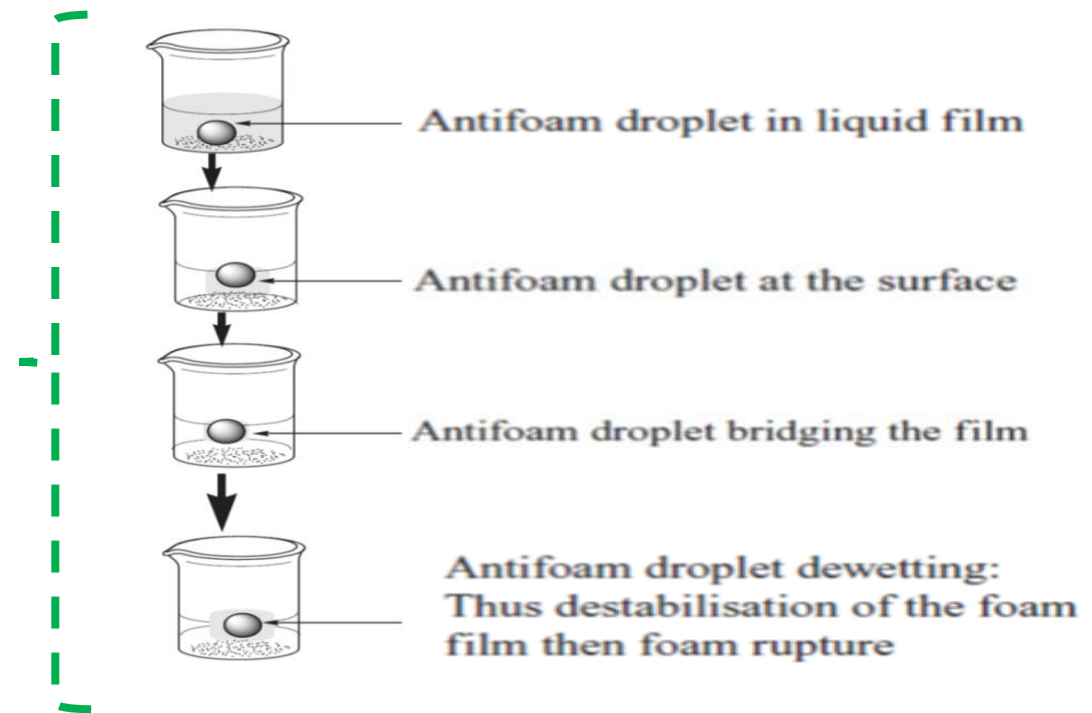 Antifoam droplet in liquid film
Antifoam droplet at the surface
Antifoam droplet bridging the film
Antifoam droplet dewetting:
Thus destabilisation of the foam
film then foam rupture